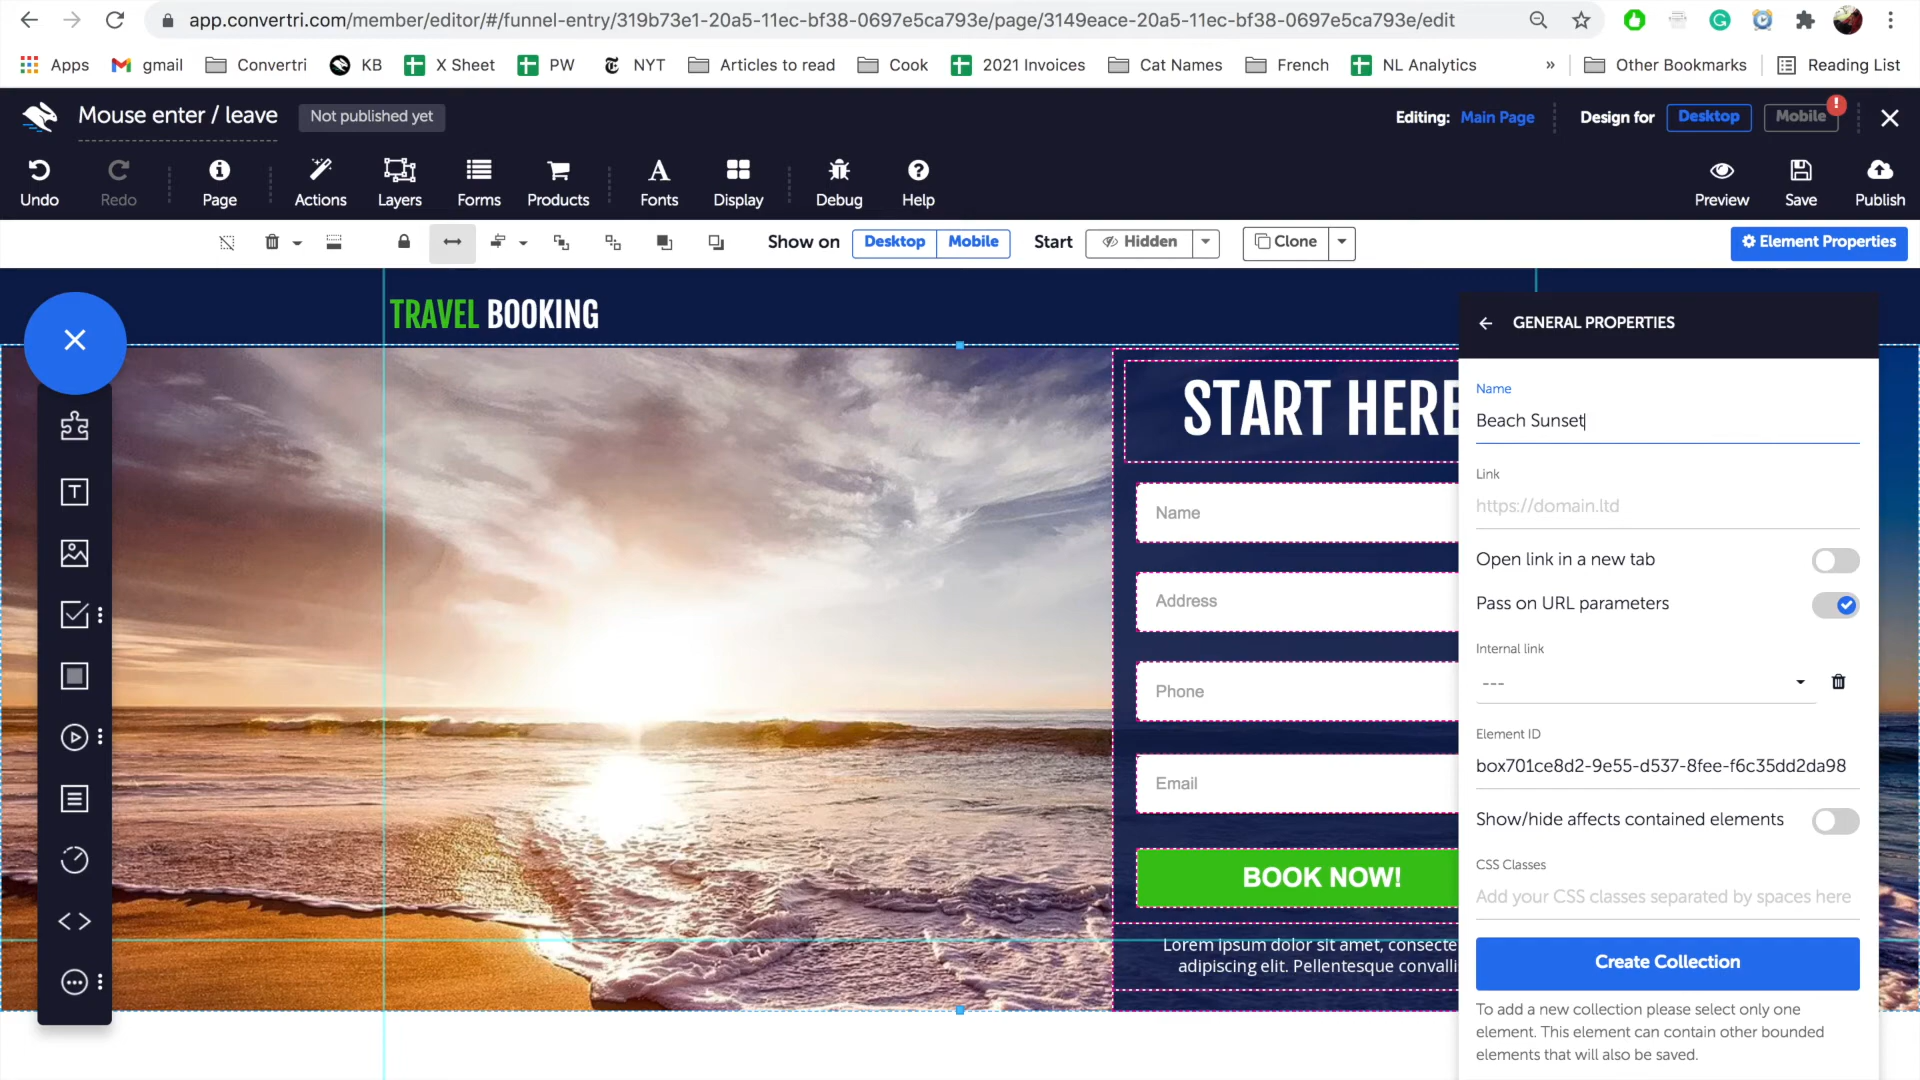 app.convertri.com/member/editor/#/funnel-entry/319b73e1-20a5-11ec-bf38-0697e5ca793e/page/3149eace-20a5-11ec-bf38-0697e5ca793e/edit
Apps gmail Convertri KB X Sheet PW NYT Articles to read Cook 2021 Invoices Cat Names French NL Analytics » Other Bookmarks Reading List
Mouse enter / leave Not published yet Editing: Main Page Design for Desktop Mobile !
Undo Redo Page Actions Layers Forms Products Fonts Display Debug Help Preview Save Publish
Show on Desktop Mobile Start Hidden Clone Element Properties
TRAVEL BOOKING
START HERE
Name
Address
Phone
Email
BOOK NOW!
Lorem ipsum dolor sit amet, consecte
adipiscing elit. Pellentesque convalli
GENERAL PROPERTIES
Name
Beach Sunset
Link
https://domain.ltd
Open link in a new tab
Pass on URL parameters
Internal link
---
Element ID
box701ce8d2-9e55-d537-8fee-f6c35dd2da98
Show/hide affects contained elements
CSS Classes
Add your CSS classes separated by spaces here
Create Collection
To add a new collection please select only one
element. This element can contain other bounded
elements that will also be saved.